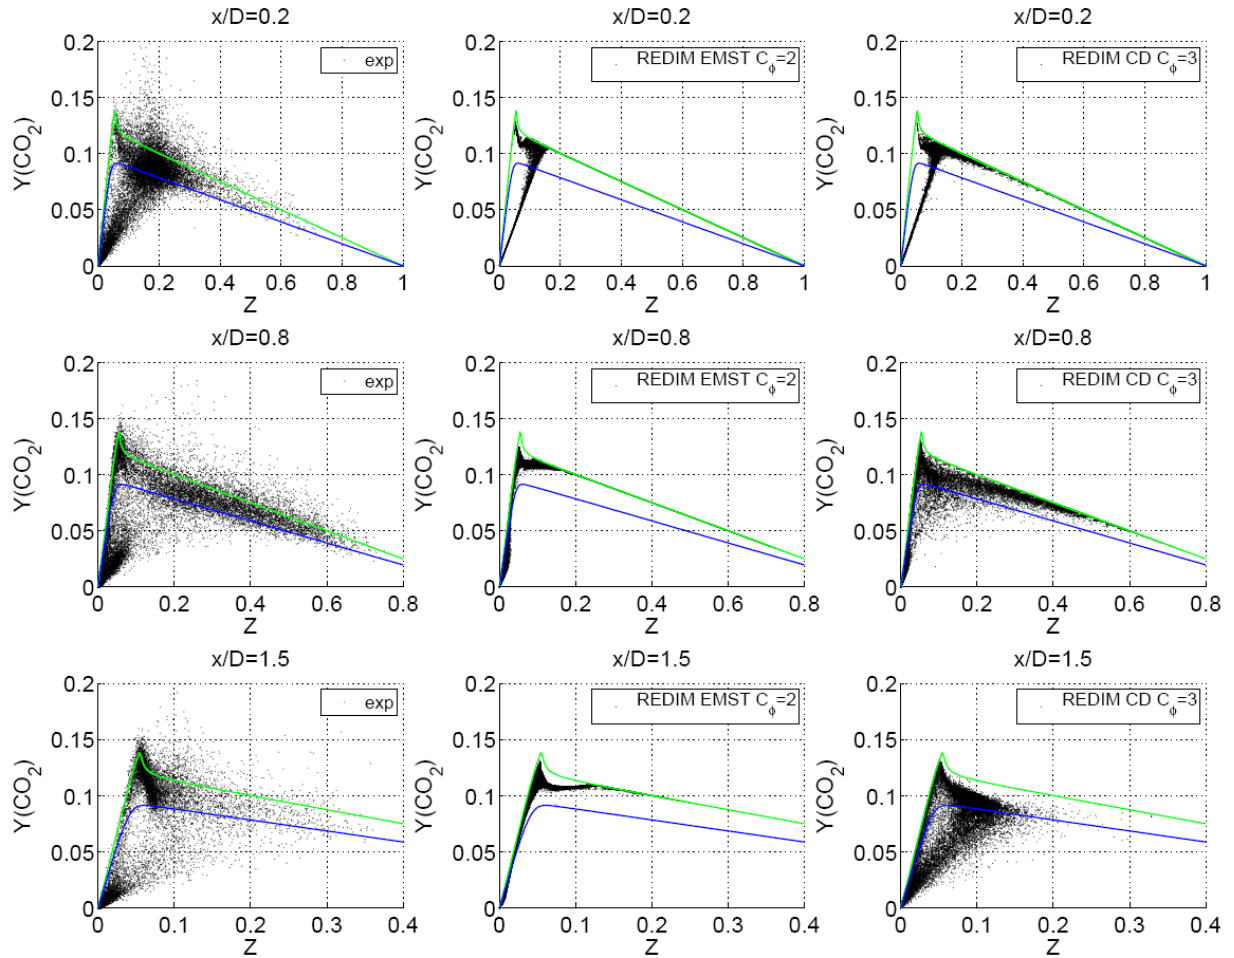 x/D=0.2 x/D=0.2 x/D=0.2
0.2 0.2 0.2
exp REDIM EMST C_ϕ=2 REDIM CD C_ϕ=3
0.15 0.15 0.15
Y(CO₂) Y(CO₂) Y(CO₂)
0.1 0.1 0.1
0.05 0.05 0.05
0 0 0
0 0.2 0.4 0.6 0.8 1 0 0.2 0.4 0.6 0.8 1 0 0.2 0.4 0.6 0.8 1
Z Z Z
x/D=0.8 x/D=0.8 x/D=0.8
0.2 0.2 0.2
exp REDIM EMST C_ϕ=2 REDIM CD C_ϕ=3
0.15 0.15 0.15
Y(CO₂) Y(CO₂) Y(CO₂)
0.1 0.1 0.1
0.05 0.05 0.05
0 0 0
0 0.2 0.4 0.6 0.8 0 0.2 0.4 0.6 0.8 0 0.2 0.4 0.6 0.8
Z Z Z
x/D=1.5 x/D=1.5 x/D=1.5
0.2 0.2 0.2
exp REDIM EMST C_ϕ=2 REDIM CD C_ϕ=3
0.15 0.15 0.15
Y(CO₂) Y(CO₂) Y(CO₂)
0.1 0.1 0.1
0.05 0.05 0.05
0 0 0
0 0.1 0.2 0.3 0.4 0 0.1 0.2 0.3 0.4 0 0.1 0.2 0.3 0.4
Z Z Z